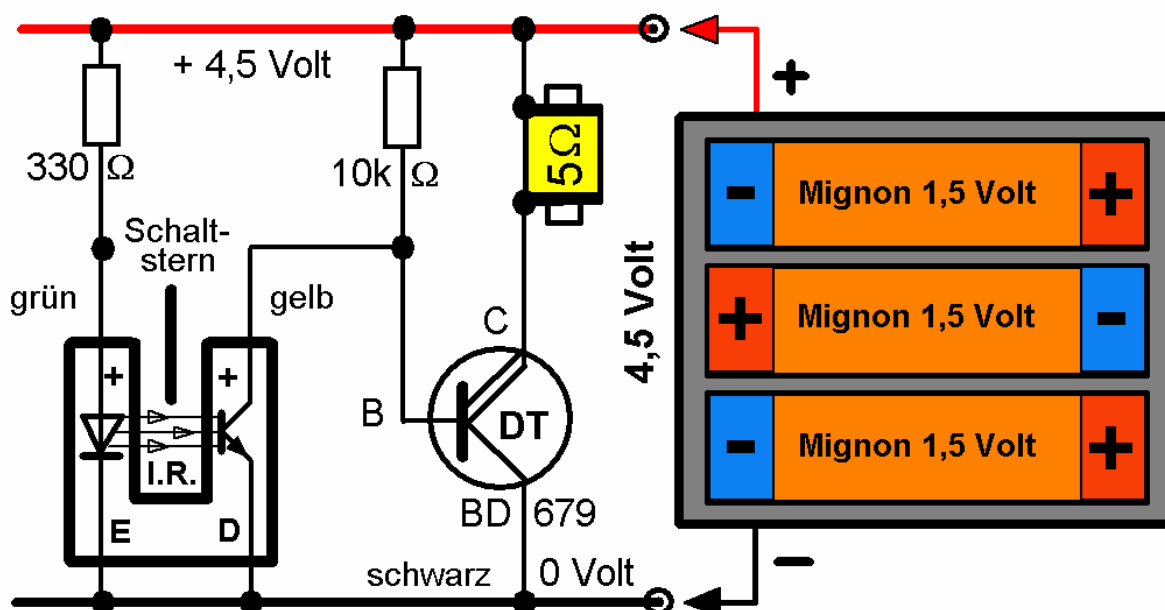 + 4,5 Volt
330 Ω
10k Ω
5Ω
Schalt-
stern
grün
gelb
+
+
I.R.
E
D
C
B
DT
BD 679
schwarz
0 Volt
+
4,5 Volt
- Mignon 1,5 Volt +
+ Mignon 1,5 Volt -
- Mignon 1,5 Volt +
-